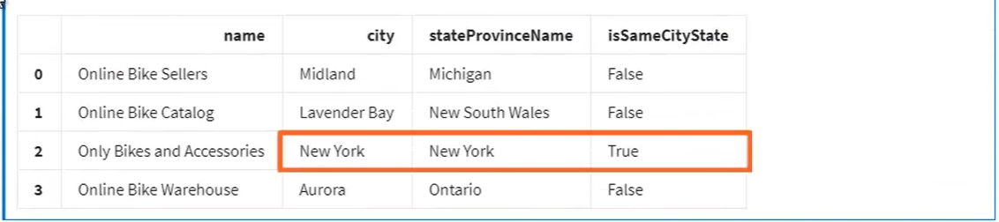 name city stateProvinceName isSameCityState
0 Online Bike Sellers Midland Michigan False
1 Online Bike Catalog Lavender Bay New South Wales False
2 Only Bikes and Accessories New York New York True
3 Online Bike Warehouse Aurora Ontario False